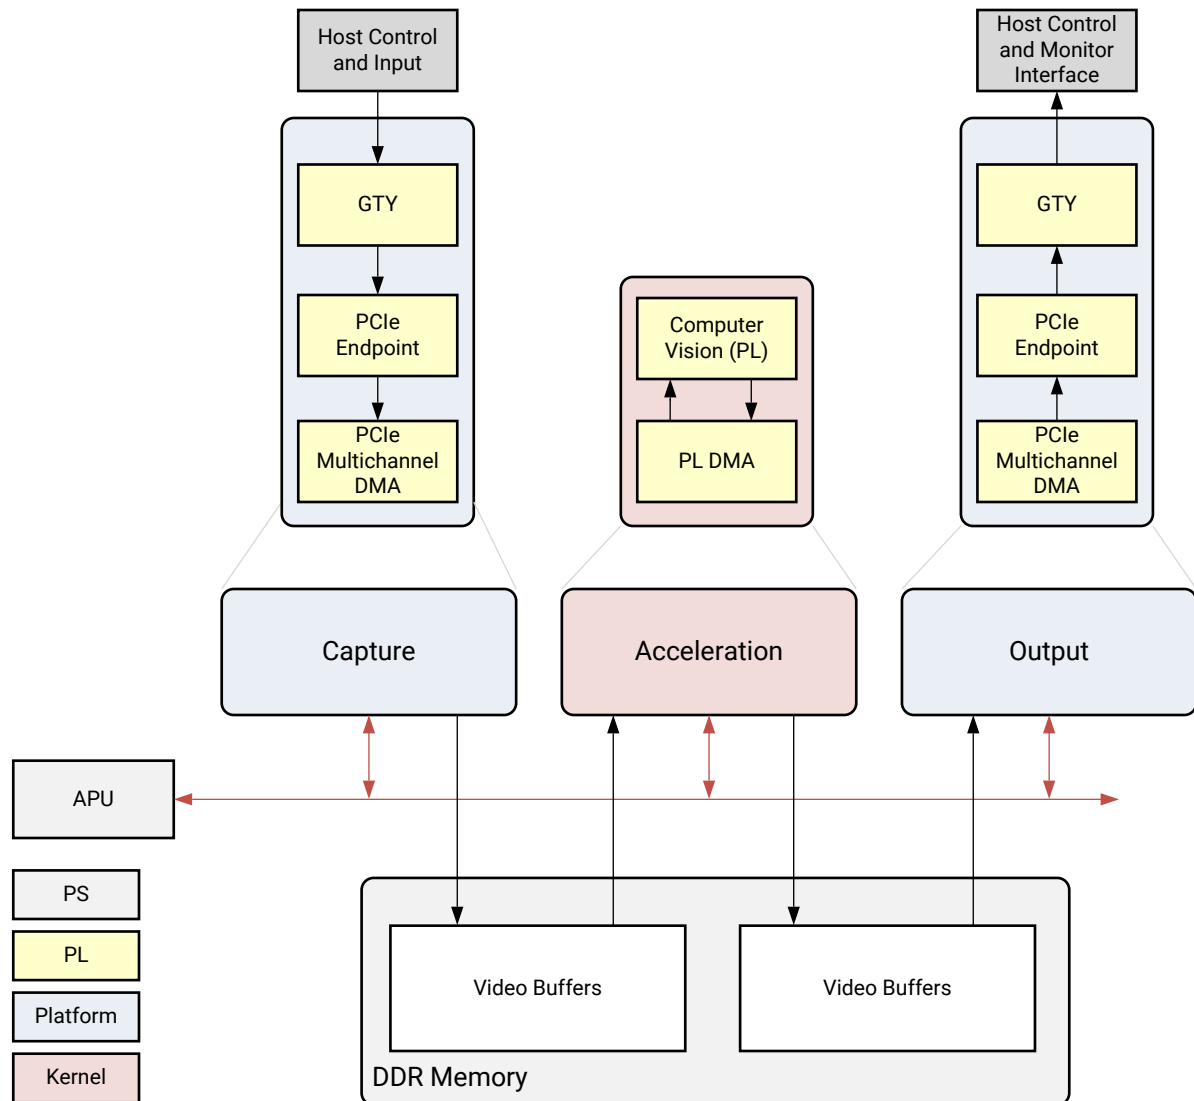 Host Control
and Input
Host Control
and Monitor
Interface
GTY
GTY
PCIe
Endpoint
Computer
Vision (PL)
PCIe
Endpoint
PCIe
Multichannel
DMA
PL DMA
PCIe
Multichannel
DMA
Capture
Acceleration
Output
APU
PS
PL
Platform
Kernel
Video Buffers
Video Buffers
DDR Memory